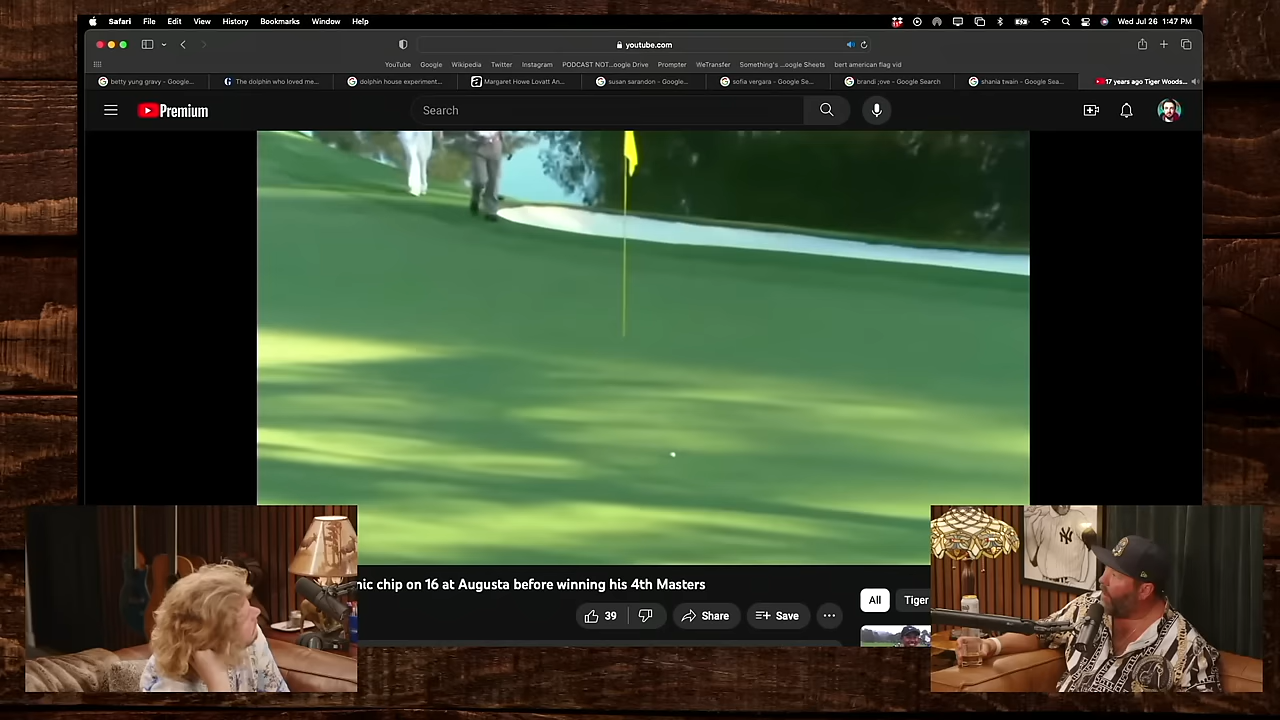 Safari File Edit View History Bookmarks Window Help
Wed Jul 26 1:47 PM
youtube.com
YouTube Google Wikipedia Twitter Instagram PODCAST NOT...oogle Drive Prompter WeTransfer Something's...ogle Sheets bert american flag vid
betty yung gravy - Google...
The dolphin who loved me...
dolphin house experiment...
Margaret Howe Lovatt An...
susan sarandon - Google...
sofia vergara - Google Se...
brandi ;ove - Google Search
shania twain - Google Sea...
17 years ago Tiger Woods...
Premium
Search
nic chip on 16 at Augusta before winning his 4th Masters
39
Share
Save
All
Tiger